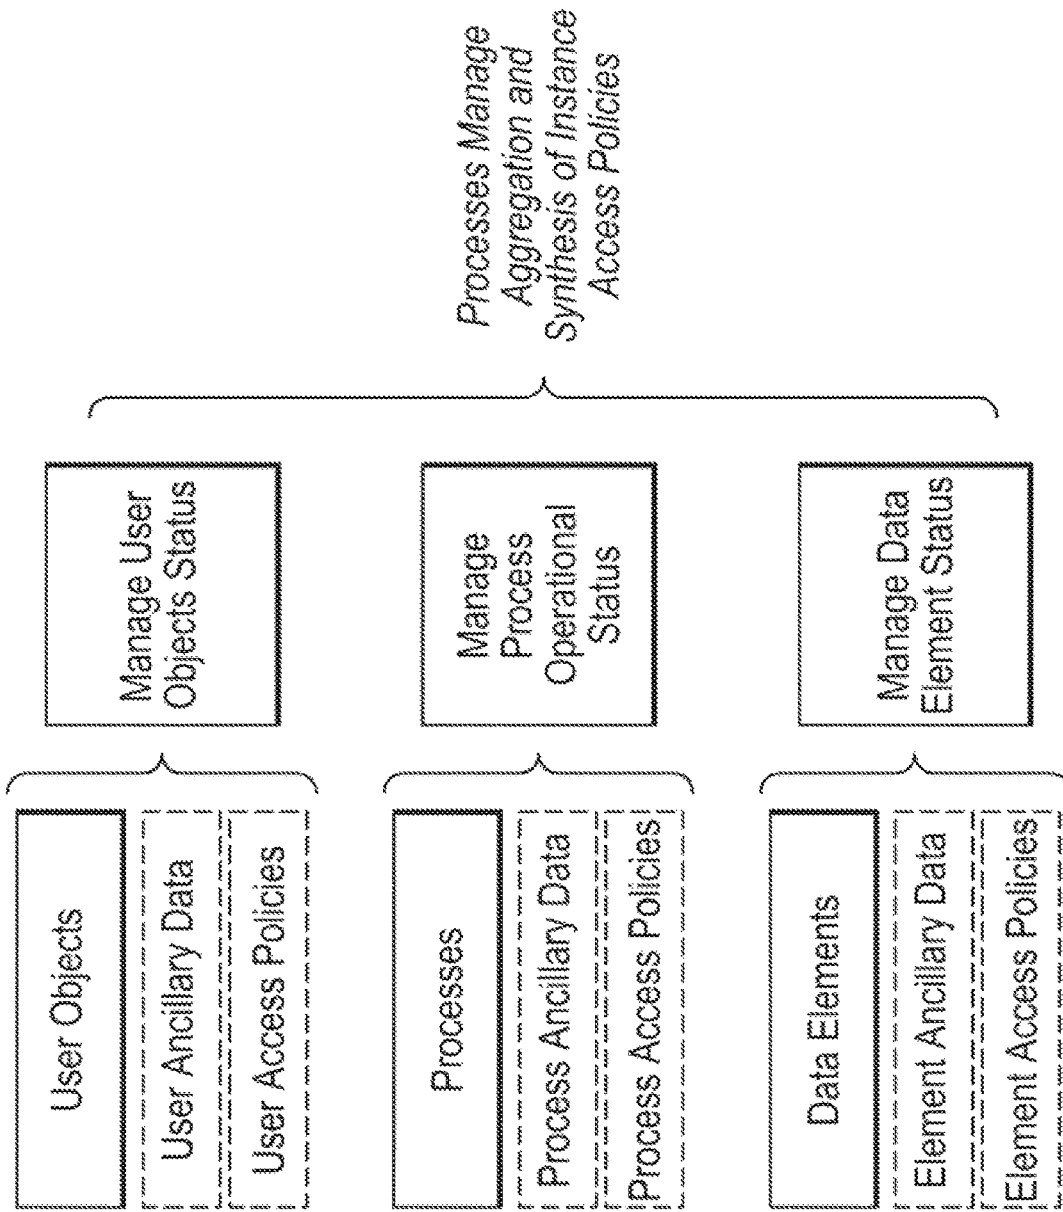 User Objects
User Ancillary Data
User Access Policies
Manage User
Objects Status
Processes
Process Ancillary Data
Process Access Policies
Manage
Process
Operational
Status
Data Elements
Element Ancillary Data
Element Access Policies
Manage Data
Element Status
Processes Manage
Aggregation and
Synthesis of Instance
Access Policies